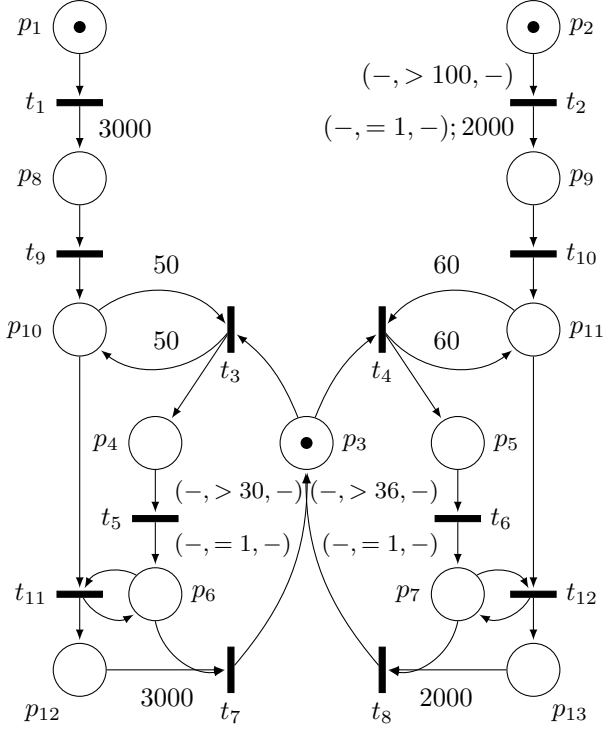 p1
p2
(−, > 100, −)
t1
t2
3000
(−, = 1, −); 2000
p8
p9
t9
t10
50
60
p10
50
60
p11
t3
t4
p4
p3
p5
(−, > 30, −)
(−, > 36, −)
t5
t6
(−, = 1, −)
(−, = 1, −)
t11
p6
p7
t12
3000
2000
p12
t7
t8
p13